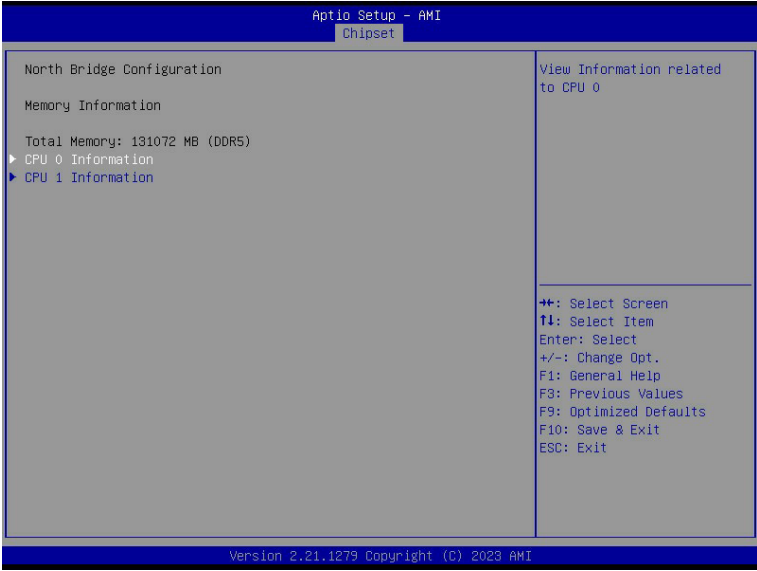 Aptio Setup – AMI
Chipset
North Bridge Configuration
Memory Information
Total Memory: 131072 MB (DDR5)
▶ CPU 0 Information
▶ CPU 1 Information
View Information related
to CPU 0
→←: Select Screen
↑↓: Select Item
Enter: Select
+/-: Change Opt.
F1: General Help
F3: Previous Values
F9: Optimized Defaults
F10: Save & Exit
ESC: Exit
Version 2.21.1279 Copyright (C) 2023 AMI